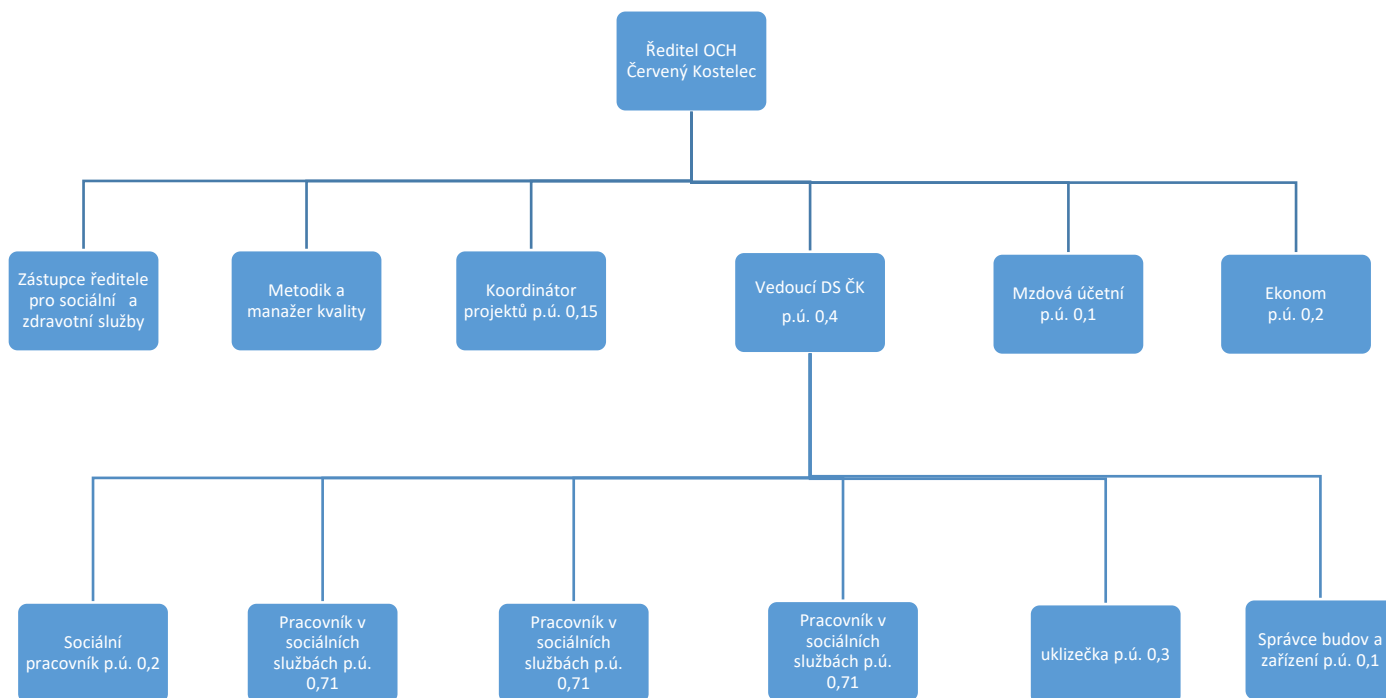 Ředitel OCH
Červený Kostelec
Zástupce ředitele
pro sociální a
zdravotní služby
Metodik a
manažer kvality
Koordinátor
projektů p.ú. 0,15
Vedoucí DS ČK
p.ú. 0,4
Mzdová účetní
p.ú. 0,1
Ekonom
p.ú. 0,2
Sociální
pracovník p.ú. 0,2
Pracovník v
sociálních
službách p.ú.
0,71
Pracovník v
sociálních
službách p.ú.
0,71
Pracovník v
sociálních
službách p.ú.
0,71
uklizečka p.ú. 0,3
Správce budov a
zařízení p.ú. 0,1